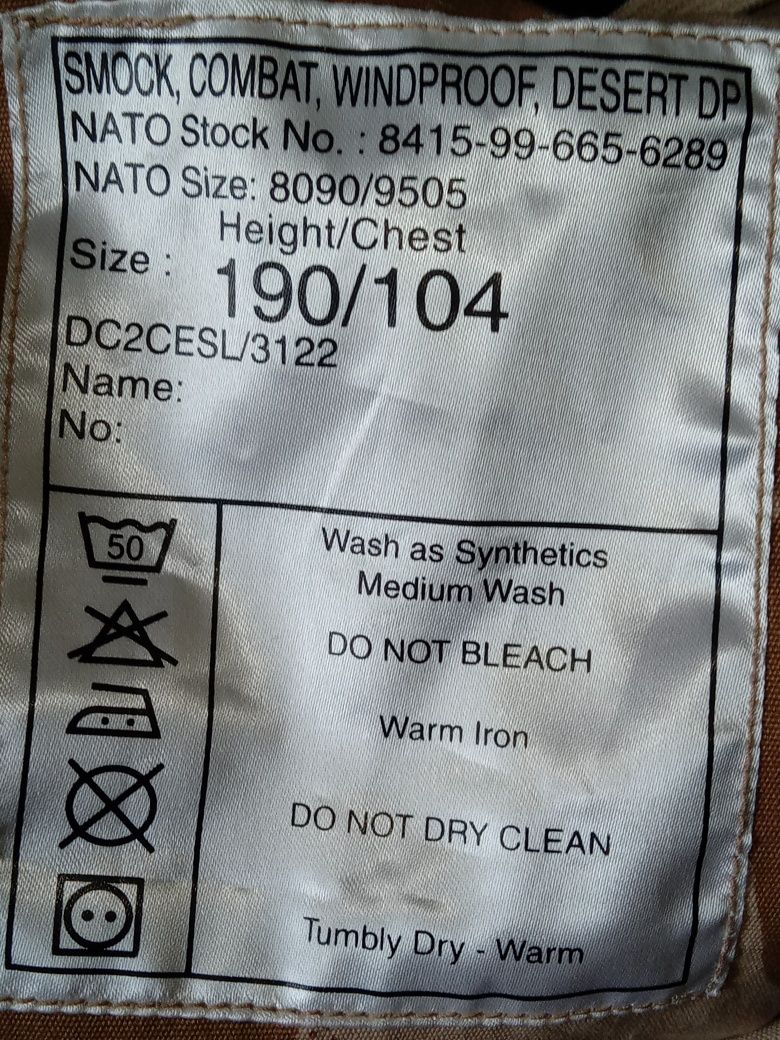 SMOCK, COMBAT, WINDPROOF, DESERT DP
NATO Stock No. : 8415-99-665-6289
NATO Size: 8090/9505
Height/Chest
Size : 190/104
DC2CESL/3122
Name:
No:
50
Wash as Synthetics
Medium Wash
DO NOT BLEACH
Warm Iron
DO NOT DRY CLEAN
Tumbly Dry - Warm